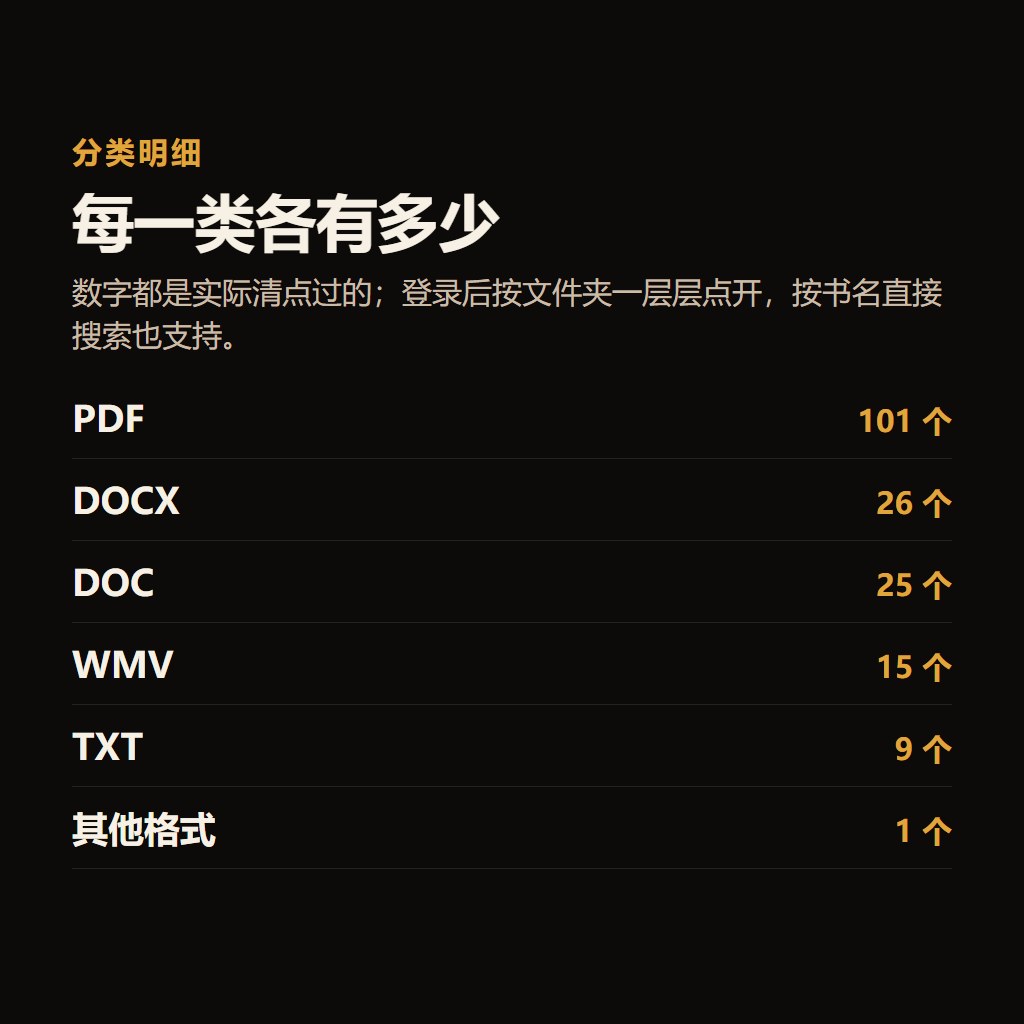 分类明细
每一类各有多少
数字都是实际清点过的；登录后按文件夹一层层点开，按书名直接
搜索也支持。
PDF 101 个
DOCX 26 个
DOC 25 个
WMV 15 个
TXT 9 个
其他格式 1 个